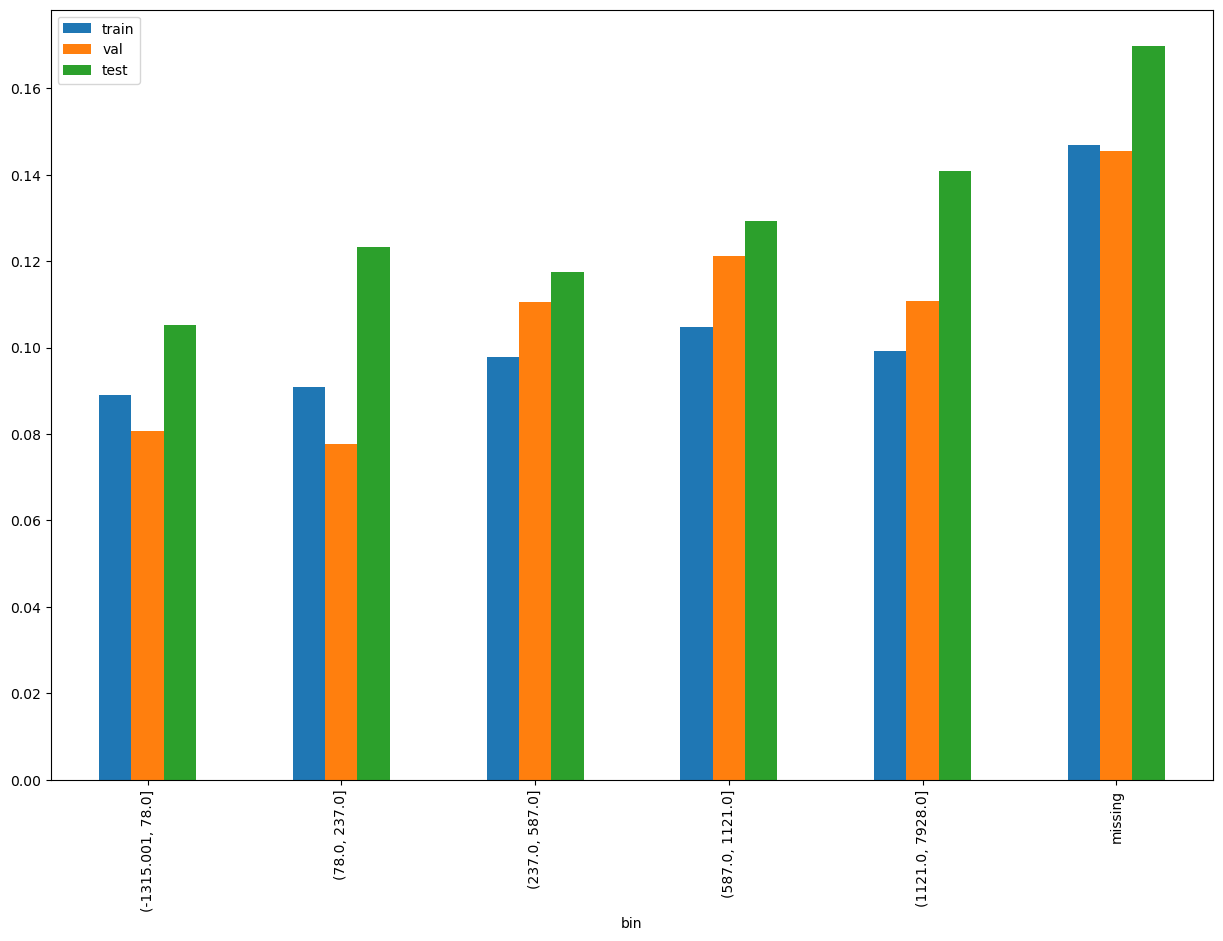 train
val
test
0.16
0.14
0.12
0.10
0.08
0.06
0.04
0.02
0.00
(-1315.001, 78.0]
(78.0, 237.0]
(237.0, 587.0]
(587.0, 1121.0]
(1121.0, 7928.0]
missing
bin